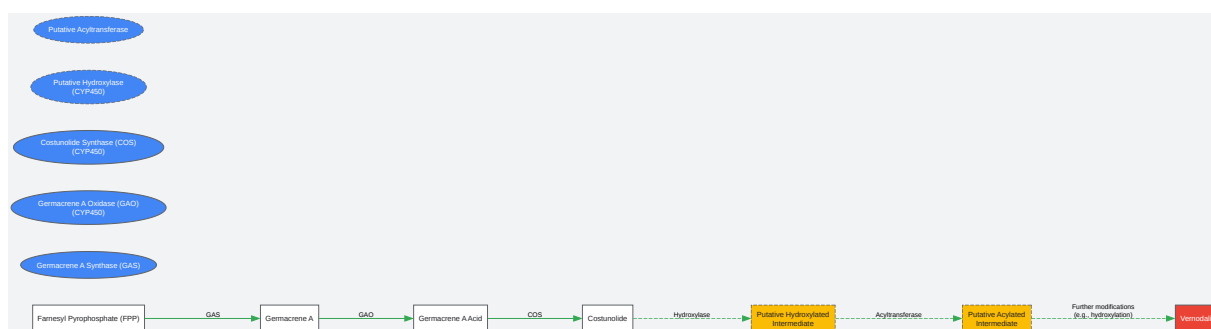 Putative Acyltransferase
Putative Hydroxylase
(CYP450)
Costunolide Synthase (COS)
(CYP450)
Germacrene A Oxidase (GAO)
(CYP450)
Germacrene A Synthase (GAS)
Farnesyl Pyrophosphate (FPP)
GAS
Germacrene A
GAO
Germacrene A Acid
COS
Costunolide
Hydroxylase
Putative Hydroxylated
Intermediate
Acyltransferase
Putative Acylated
Intermediate
Further modifications
(e.g., hydroxylation)